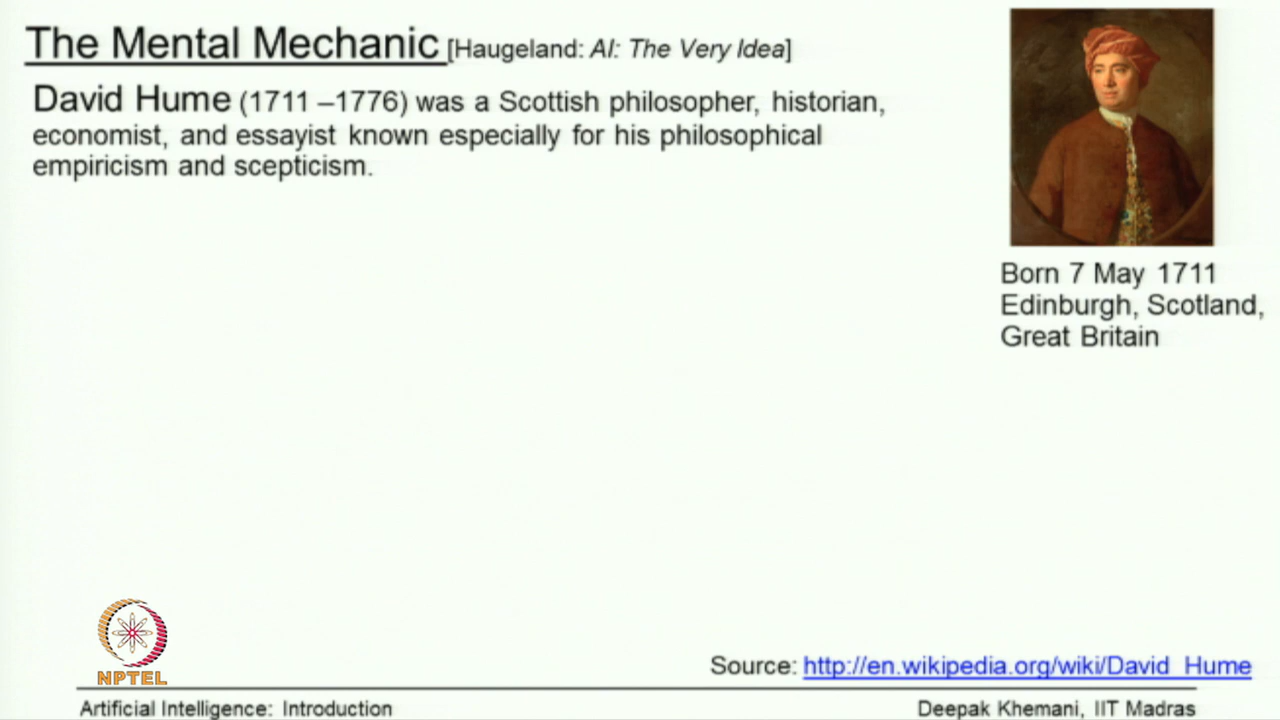 The Mental Mechanic [Haugeland: AI: The Very Idea]
David Hume (1711 –1776) was a Scottish philosopher, historian,
economist, and essayist known especially for his philosophical
empiricism and scepticism.
Born 7 May 1711
Edinburgh, Scotland,
Great Britain
NPTEL
Source: http://en.wikipedia.org/wiki/David_Hume
Artificial Intelligence: Introduction
Deepak Khemani, IIT Madras